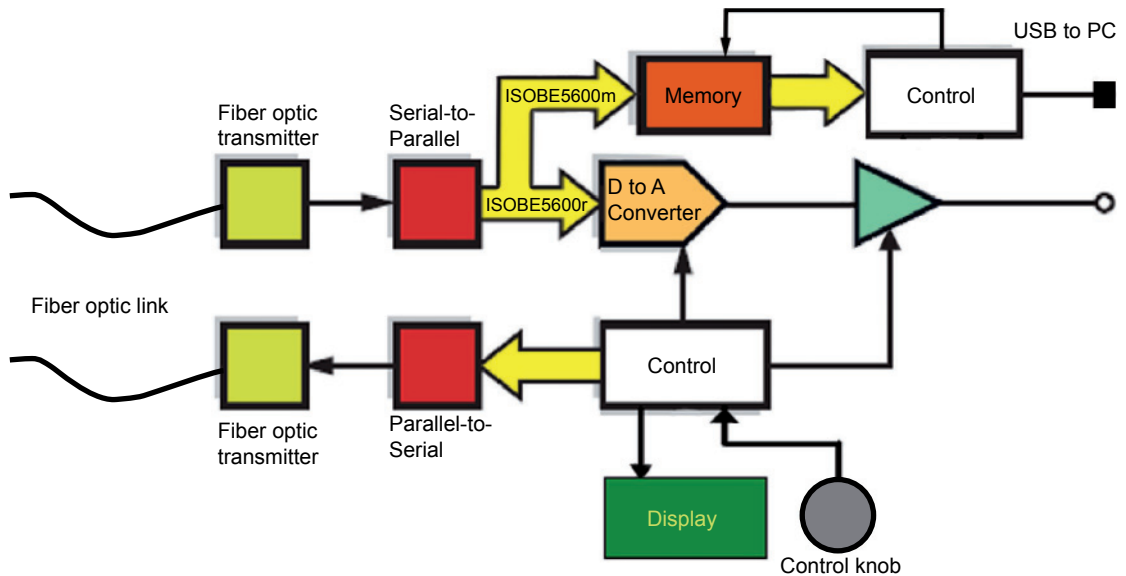 USB to PC
ISOBE5600m
Memory
Control
Fiber optic
transmitter
Serial-to-
Parallel
ISOBE5600r
D to A
Converter
Fiber optic link
Control
Fiber optic
transmitter
Parallel-to-
Serial
Display
Control knob